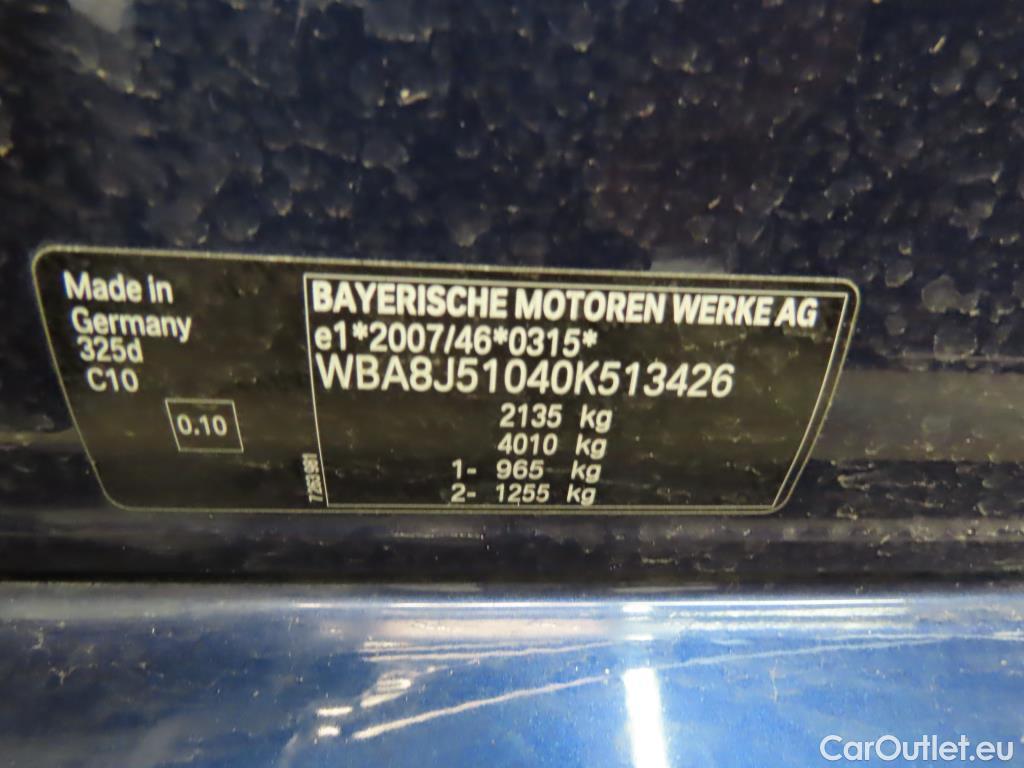 Made in
Germany
325d
C10
0.10
BAYERISCHE MOTOREN WERKE AG
e1*2007/46*0315*
WBA8J51040K513426
2135 kg
4010 kg
1- 965 kg
2- 1255 kg
CarOutlet.eu